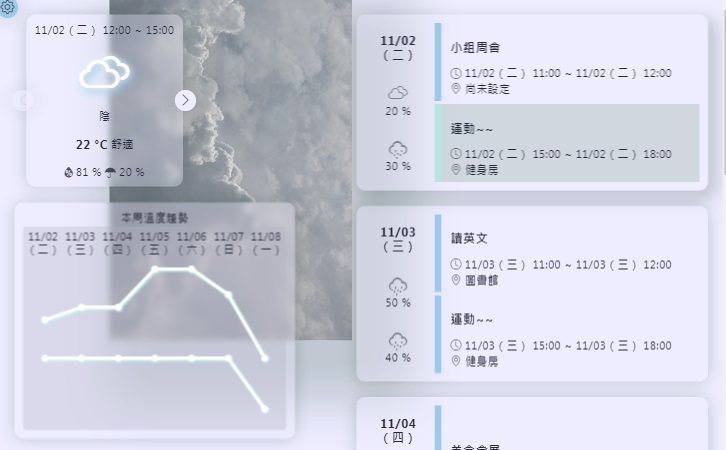 11/02（二） 12:00 ~ 15:00
陰
22 °C 舒適
81 % 20 %
本周溫度趨勢
11/02 11/03 11/04 11/05 11/06 11/07 11/08
（二） （三） （四） （五） （六） （日） （一）
11/02
（二）
20 %
30 %
小組周會
11/02（二） 11:00 ~ 11/02（二） 12:00
尚未設定
運動~~
11/02（二） 15:00 ~ 11/02（二） 18:00
健身房
11/03
（三）
50 %
40 %
讀英文
11/03（三） 11:00 ~ 11/03（三） 12:00
圖書館
運動~~
11/03（三） 15:00 ~ 11/03（三） 18:00
健身房
11/04
（四）